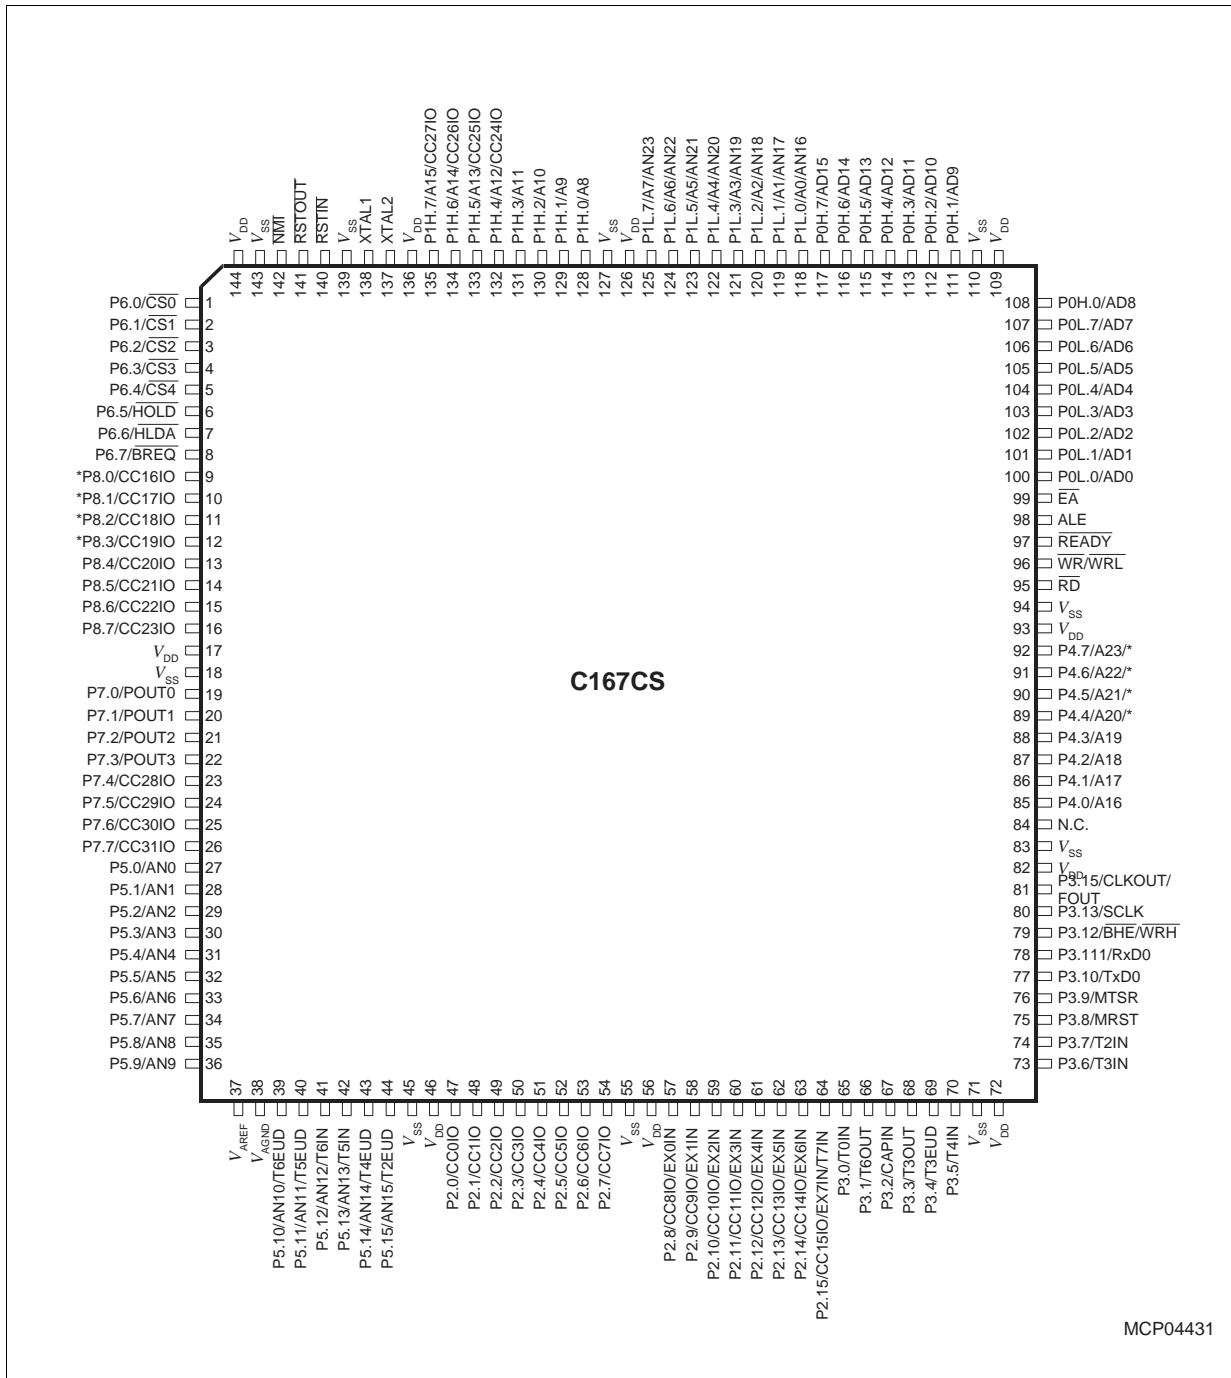 V_DD 144
V_SS 143
NMI 142
RSTOUT 141
RSTIN 140
V_SS 139
XTAL1 138
XTAL2 137
V_DD 136
P1H.7/A15/CC27IO 135
P1H.6/A14/CC26IO 134
P1H.5/A13/CC25IO 133
P1H.4/A12/CC24IO 132
P1H.3/A11 131
P1H.2/A10 130
P1H.1/A9 129
P1H.0/A8 128
V_SS 127
V_DD 126
P1L.7/A7/AN23 125
P1L.6/A6/AN22 124
P1L.5/A5/AN21 123
P1L.4/A4/AN20 122
P1L.3/A3/AN19 121
P1L.2/A2/AN18 120
P1L.1/A1/AN17 119
P1L.0/A0/AN16 118
P0H.7/AD15 117
P0H.6/AD14 116
P0H.5/AD13 115
P0H.4/AD12 114
P0H.3/AD11 113
P0H.2/AD10 112
P0H.1/AD9 111
V_SS 110
V_DD 109
P6.0/CS0 1
P6.1/CS1 2
P6.2/CS2 3
P6.3/CS3 4
P6.4/CS4 5
P6.5/HOLD 6
P6.6/HLDA 7
P6.7/BREQ 8
*P8.0/CC16IO 9
*P8.1/CC17IO 10
*P8.2/CC18IO 11
*P8.3/CC19IO 12
P8.4/CC20IO 13
P8.5/CC21IO 14
P8.6/CC22IO 15
P8.7/CC23IO 16
V_DD 17
V_SS 18
P7.0/POUT0 19
P7.1/POUT1 20
P7.2/POUT2 21
P7.3/POUT3 22
P7.4/CC28IO 23
P7.5/CC29IO 24
P7.6/CC30IO 25
P7.7/CC31IO 26
P5.0/AN0 27
P5.1/AN1 28
P5.2/AN2 29
P5.3/AN3 30
P5.4/AN4 31
P5.5/AN5 32
P5.6/AN6 33
P5.7/AN7 34
P5.8/AN8 35
P5.9/AN9 36
C167CS
108 P0H.0/AD8
107 P0L.7/AD7
106 P0L.6/AD6
105 P0L.5/AD5
104 P0L.4/AD4
103 P0L.3/AD3
102 P0L.2/AD2
101 P0L.1/AD1
100 P0L.0/AD0
99 EA
98 ALE
97 READY
96 WR/WRL
95 RD
94 V_SS
93 V_DD
92 P4.7/A23/*
91 P4.6/A22/*
90 P4.5/A21/*
89 P4.4/A20/*
88 P4.3/A19
87 P4.2/A18
86 P4.1/A17
85 P4.0/A16
84 N.C.
83 V_SS
82 V_DD
81 P3.15/CLKOUT/
FOUT
80 P3.13/SCLK
79 P3.12/BHE/WRH
78 P3.111/RxD0
77 P3.10/TxD0
76 P3.9/MTSR
75 P3.8/MRST
74 P3.7/T2IN
73 P3.6/T3IN
37 V_AREF
38 V_AGND
39 P5.10/AN10/T6EUD
40 P5.11/AN11/T5EUD
41 P5.12/AN12/T6IN
42 P5.13/AN13/T5IN
43 P5.14/AN14/T4EUD
44 P5.15/AN15/T2EUD
45 V_SS
46 V_DD
47 P2.0/CC0IO
48 P2.1/CC1IO
49 P2.2/CC2IO
50 P2.3/CC3IO
51 P2.4/CC4IO
52 P2.5/CC5IO
53 P2.6/CC6IO
54 P2.7/CC7IO
55 V_SS
56 V_DD
57 P2.8/CC8IO/EX0IN
58 P2.9/CC9IO/EX1IN
59 P2.10/CC10IO/EX2IN
60 P2.11/CC11IO/EX3IN
61 P2.12/CC12IO/EX4IN
62 P2.13/CC13IO/EX5IN
63 P2.14/CC14IO/EX6IN
64 P2.15/CC15IO/EX7IN/T7IN
65 P3.0/T0IN
66 P3.1/T6OUT
67 P3.2/CAPIN
68 P3.3/T3OUT
69 P3.4/T3EUD
70 P3.5/T4IN
71 V_SS
72 V_DD
MCP04431